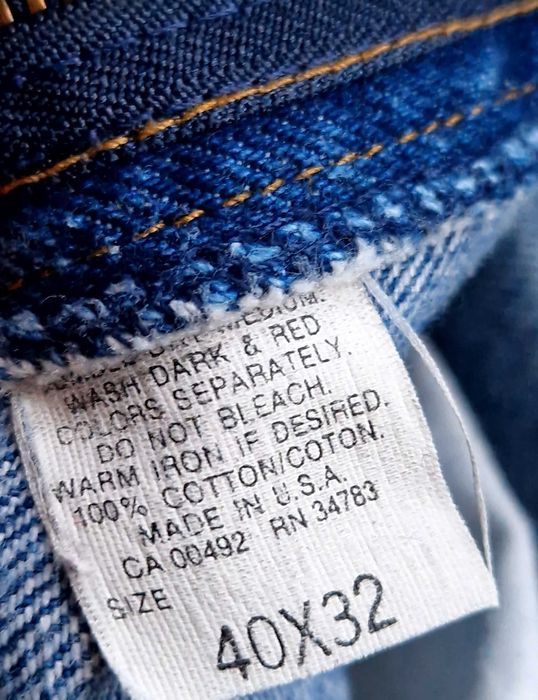 WASH DARK & RED
COLORS SEPARATELY.
DO NOT BLEACH.
WARM IRON IF DESIRED.
100% COTTON/COTON.
MADE IN U.S.A.
CA 00492 RN 34783
SIZE
40X32